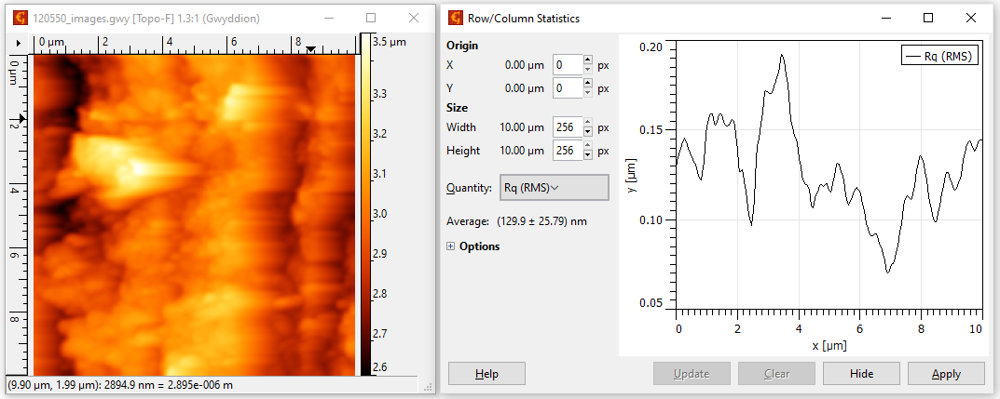 120550_images.gwy [Topo-F] 1.3:1 (Gwyddion)
0 µm 2 4 6 8
0 µm
2
4
6
8
3.5 µm
3.3
3.2
3.1
3.0
2.9
2.8
2.7
2.6
(9.90 µm, 1.99 µm): 2894.9 nm = 2.895e-006 m
Row/Column Statistics
Origin
X 0.00 µm 0 px
Y 0.00 µm 0 px
Size
Width 10.00 µm 256 px
Height 10.00 µm 256 px
Quantity: Rq (RMS)
Average: (129.9 ± 25.79) nm
Options
Rq (RMS)
0.20
0.15
0.10
0.05
y [µm]
0 2 4 6 8 10
x [µm]
Help Update Clear Hide Apply